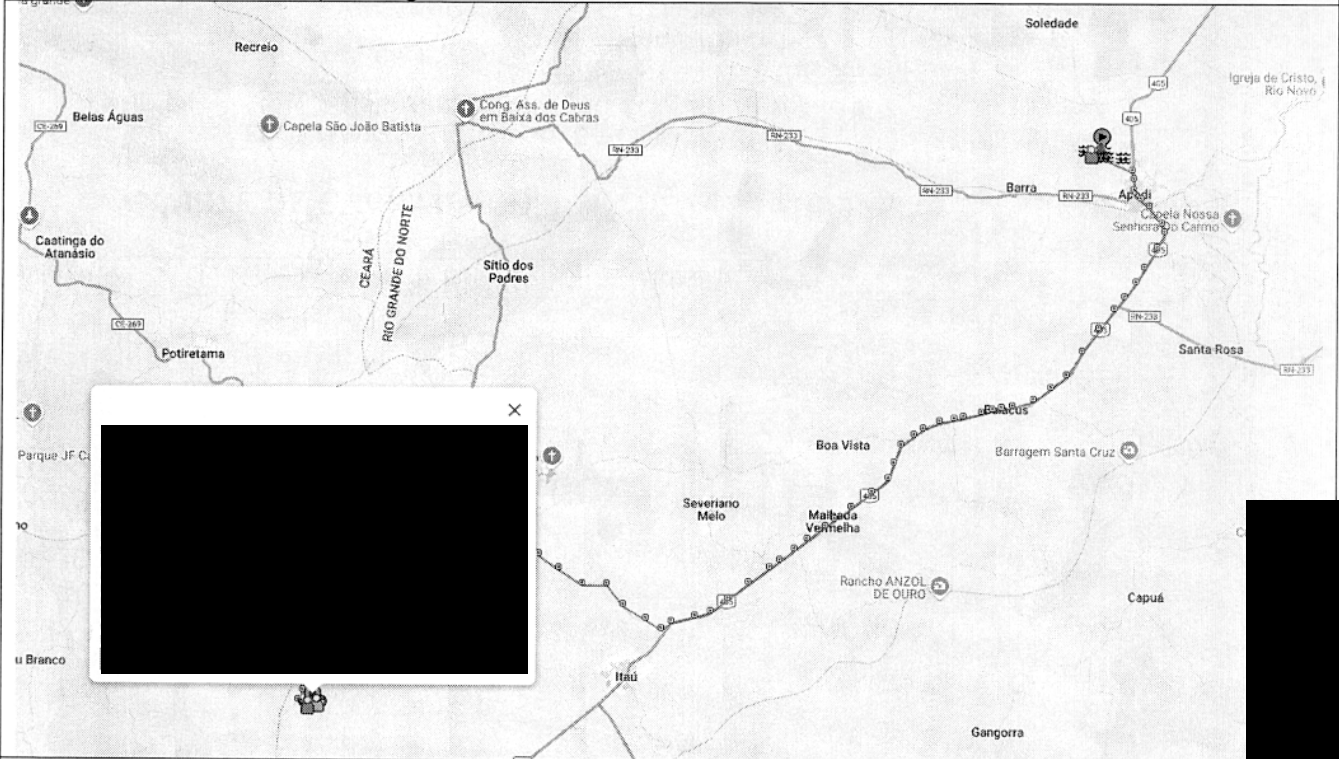 Soledade
Recreio
405
Igreja de Cristo,
Rio Novo
Cong. Ass. de Deus
em Baixa das Cabras
Belas Águas
CE-269
Capela São João Batista
405
RN-233
RN-233
RN-233
Barra
RN-233
Apodi
Capela Nossa
Senhora Do Carmo
CEARÁ
RIO GRANDE DO NORTE
Caatinga do
Atanásio
Sítio dos
Padres
405
CE-269
RN-233
405
Potiretama
Santa Rosa
RN-233
Boa Vista
Barragem Santa Cruz
Parque JF Ca
Severiano
Melo
405
Malhada
Vermelha
Rancho ANZOL
DE OURO
405
Capuá
u Branco
Itaú
Gangorra